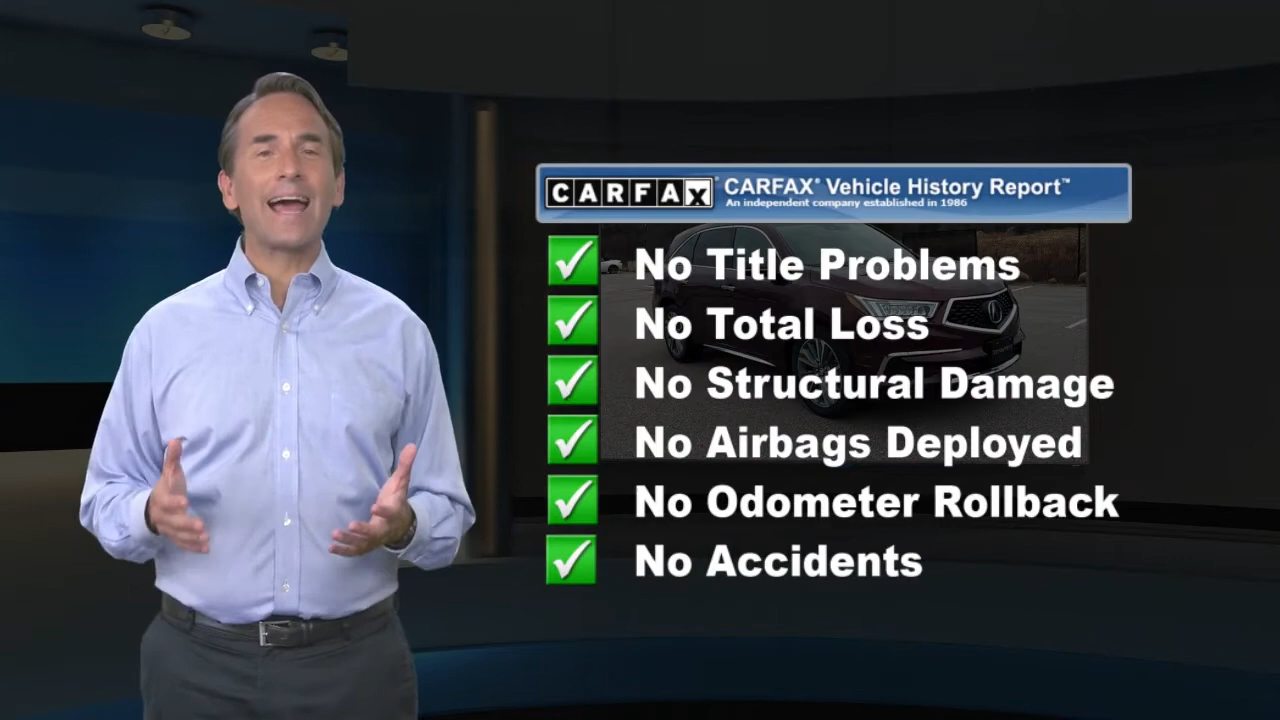 CARFAX CARFAX® Vehicle History Report™
An independent company established in 1986
No Title Problems
No Total Loss
No Structural Damage
No Airbags Deployed
No Odometer Rollback
No Accidents